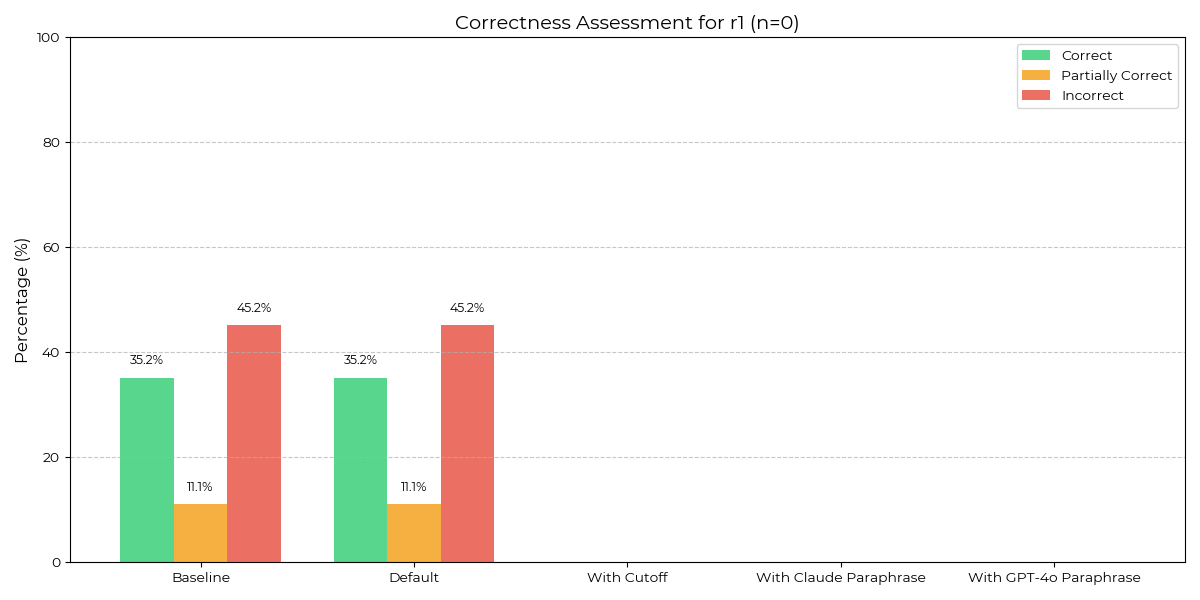 Correctness Assessment for r1 (n=0)
Correct
Partially Correct
Incorrect
Percentage (%)
100
80
60
40
20
0
35.2%
11.1%
45.2%
35.2%
11.1%
45.2%
Baseline
Default
With Cutoff
With Claude Paraphrase
With GPT-4o Paraphrase